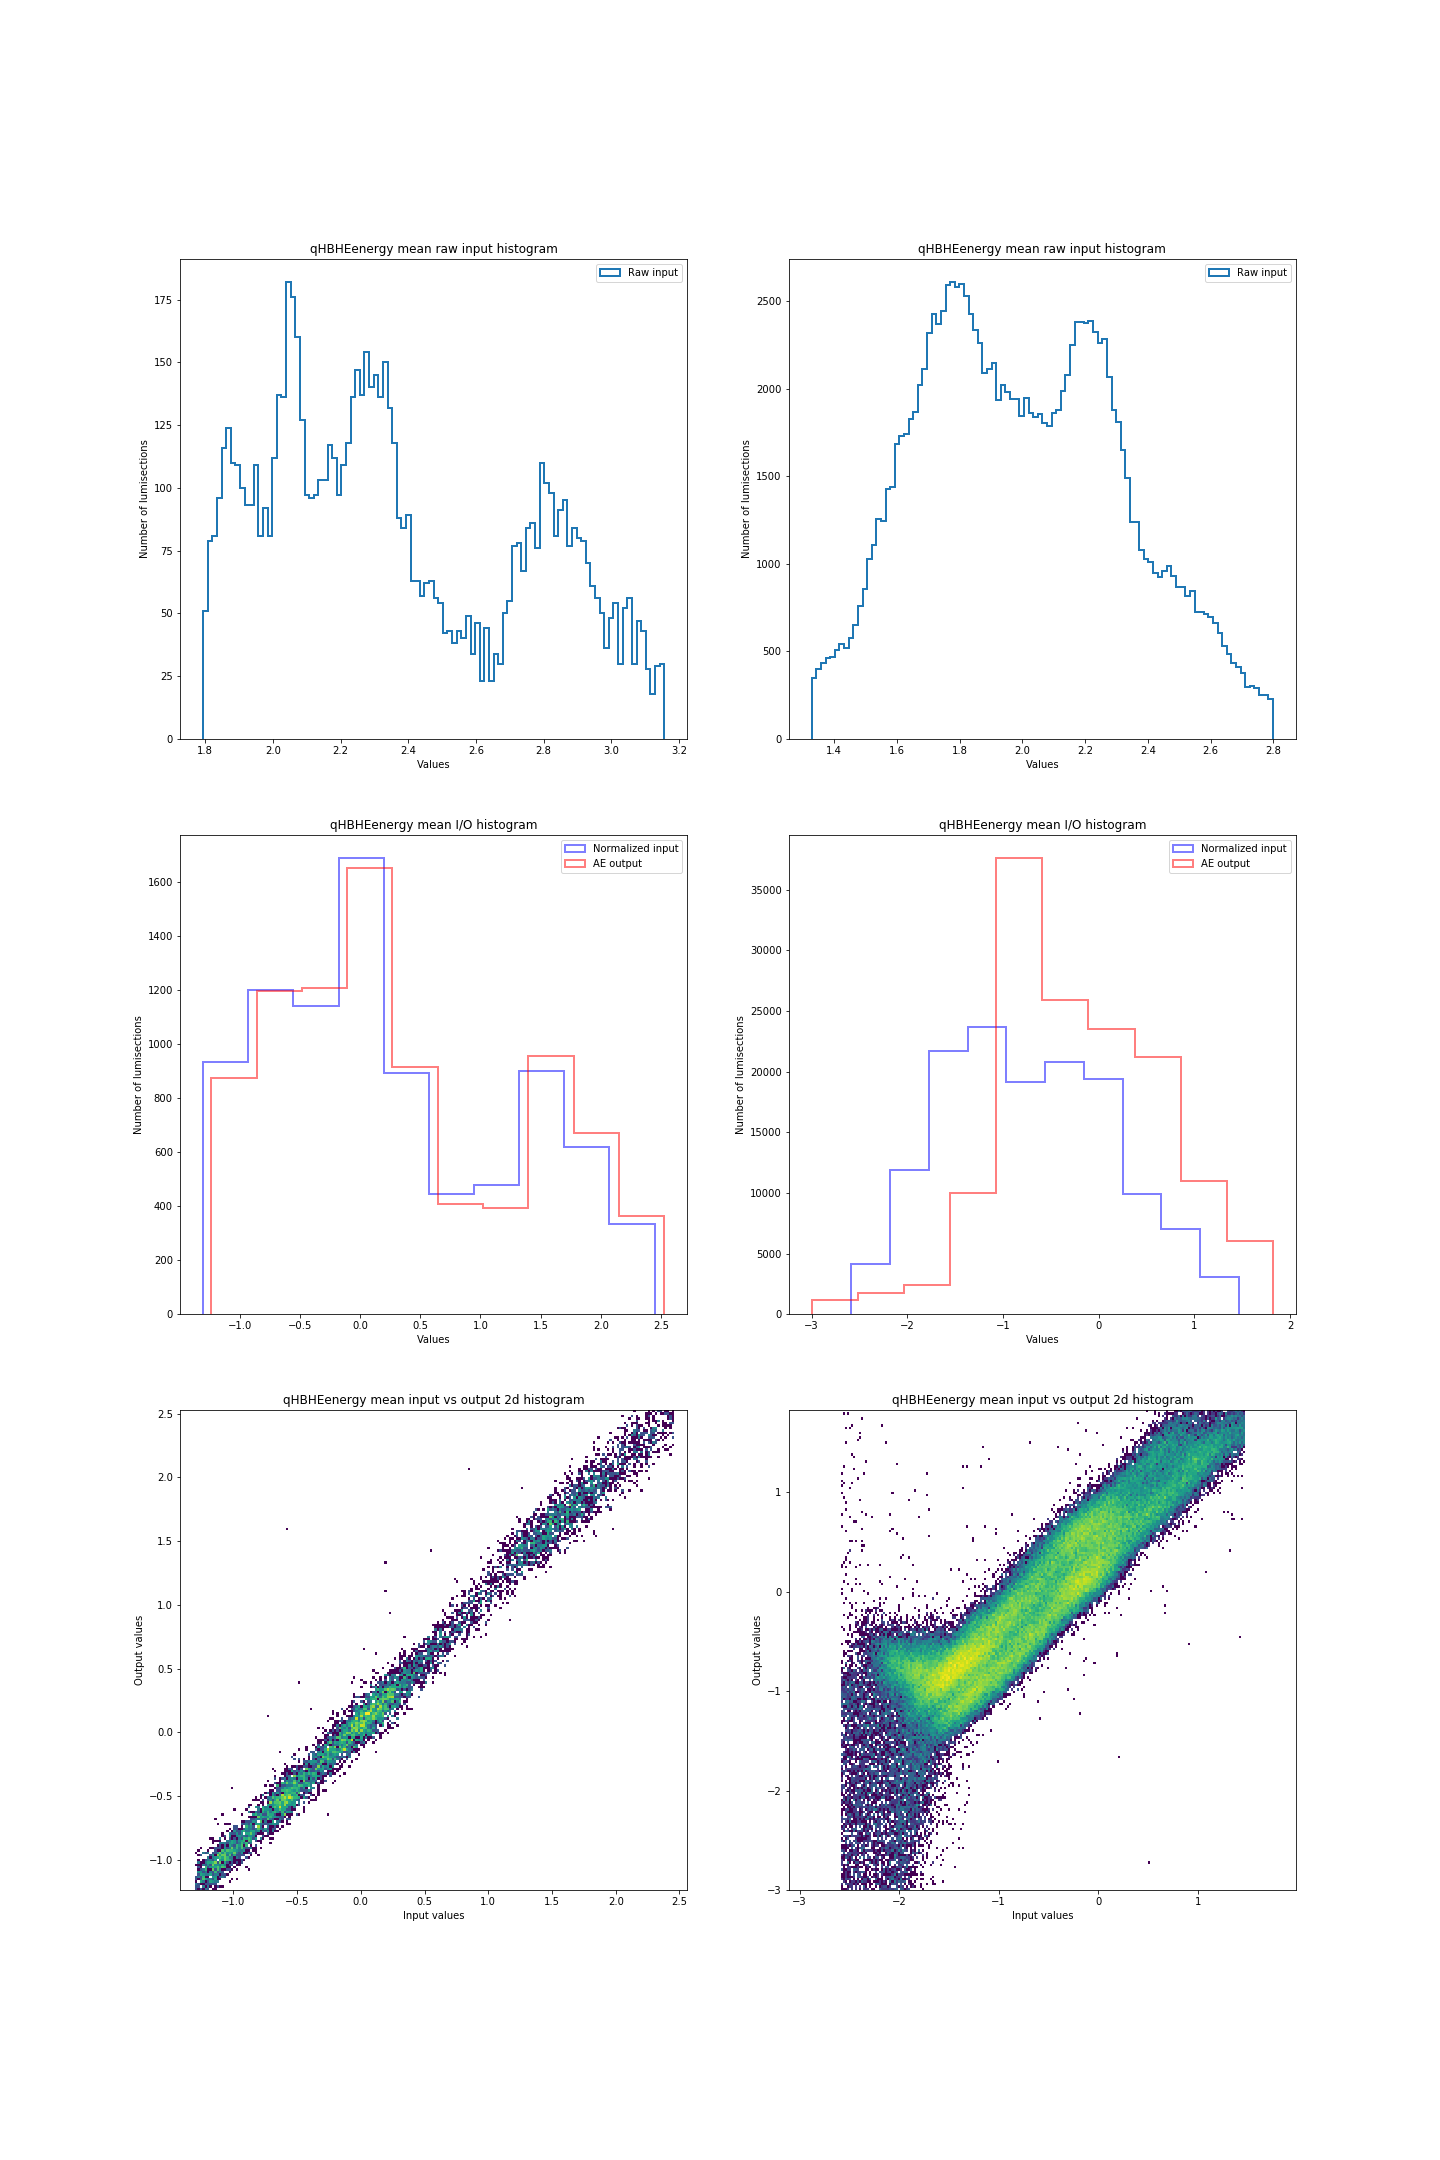 qHBHEenergy mean raw input histogram
Raw input
Number of lumisections
175
150
125
100
75
50
25
0
1.8 2.0 2.2 2.4 2.6 2.8 3.0 3.2
Values
qHBHEenergy mean raw input histogram
Raw input
Number of lumisections
2500
2000
1500
1000
500
0
1.4 1.6 1.8 2.0 2.2 2.4 2.6 2.8
Values
qHBHEenergy mean I/O histogram
Normalized input
AE output
Number of lumisections
1600
1400
1200
1000
800
600
400
200
0
−1.0 −0.5 0.0 0.5 1.0 1.5 2.0 2.5
Values
qHBHEenergy mean I/O histogram
Normalized input
AE output
Number of lumisections
35000
30000
25000
20000
15000
10000
5000
0
−3 −2 −1 0 1 2
Values
qHBHEenergy mean input vs output 2d histogram
Output values
2.5
2.0
1.5
1.0
0.5
0.0
−0.5
−1.0
−1.0 −0.5 0.0 0.5 1.0 1.5 2.0 2.5
Input values
qHBHEenergy mean input vs output 2d histogram
Output values
1
0
−1
−2
−3
−3 −2 −1 0 1
Input values